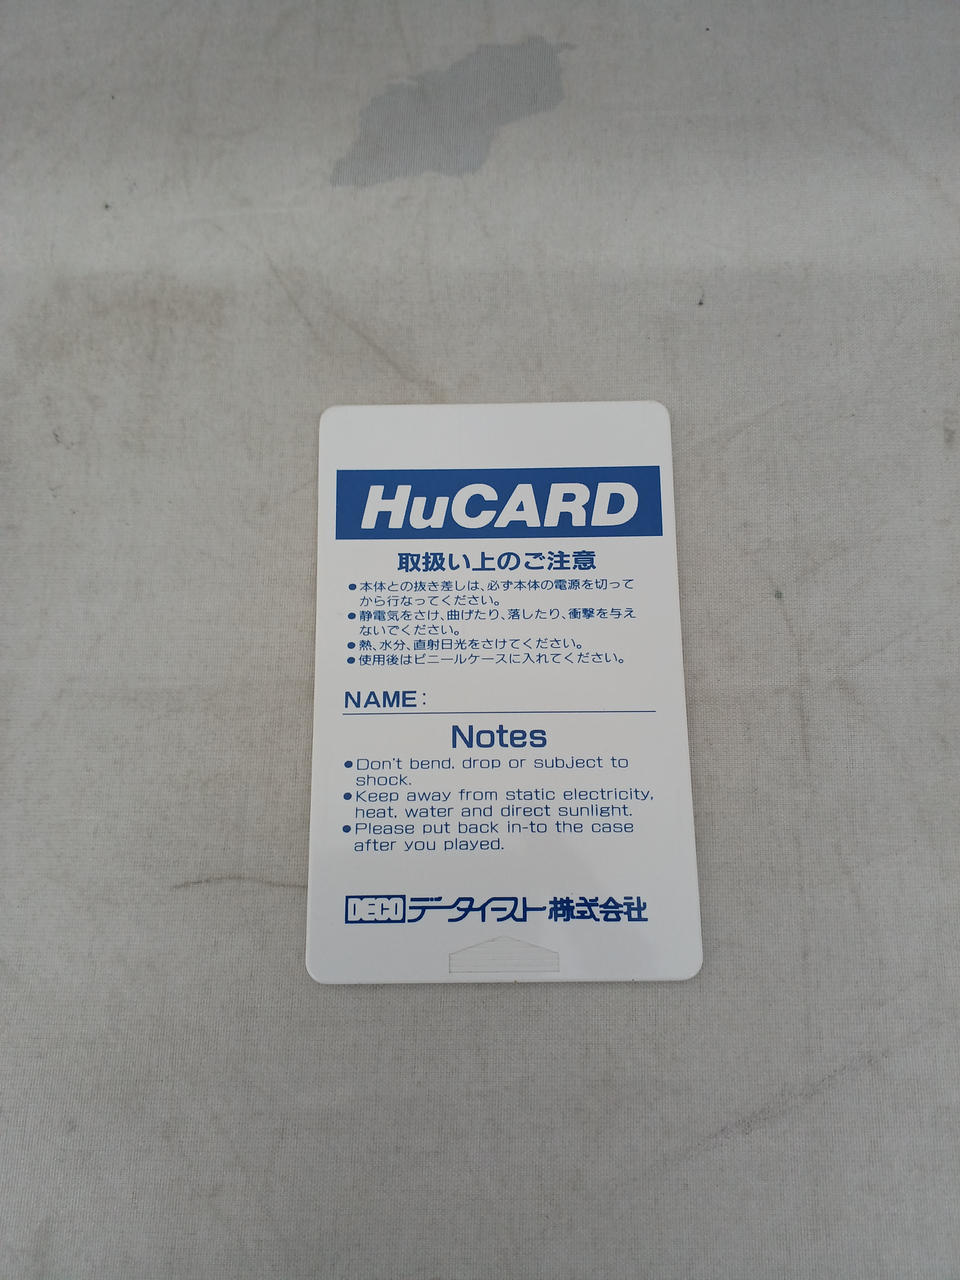 HuCARD
取扱い上のご注意
●本体との抜き差しは、必ず本体の電源を切って
から行なってください。
●静電気をさけ、曲げたり、落したり、衝撃を与え
ないでください。
●熱、水分、直射日光をさけてください。
●使用後はビニールケースに入れてください。
NAME:
Notes
●Don't bend, drop or subject to
shock.
●Keep away from static electricity,
heat, water and direct sunlight.
●Please put back in-to the case
after you played.
DECO データイースト株式会社